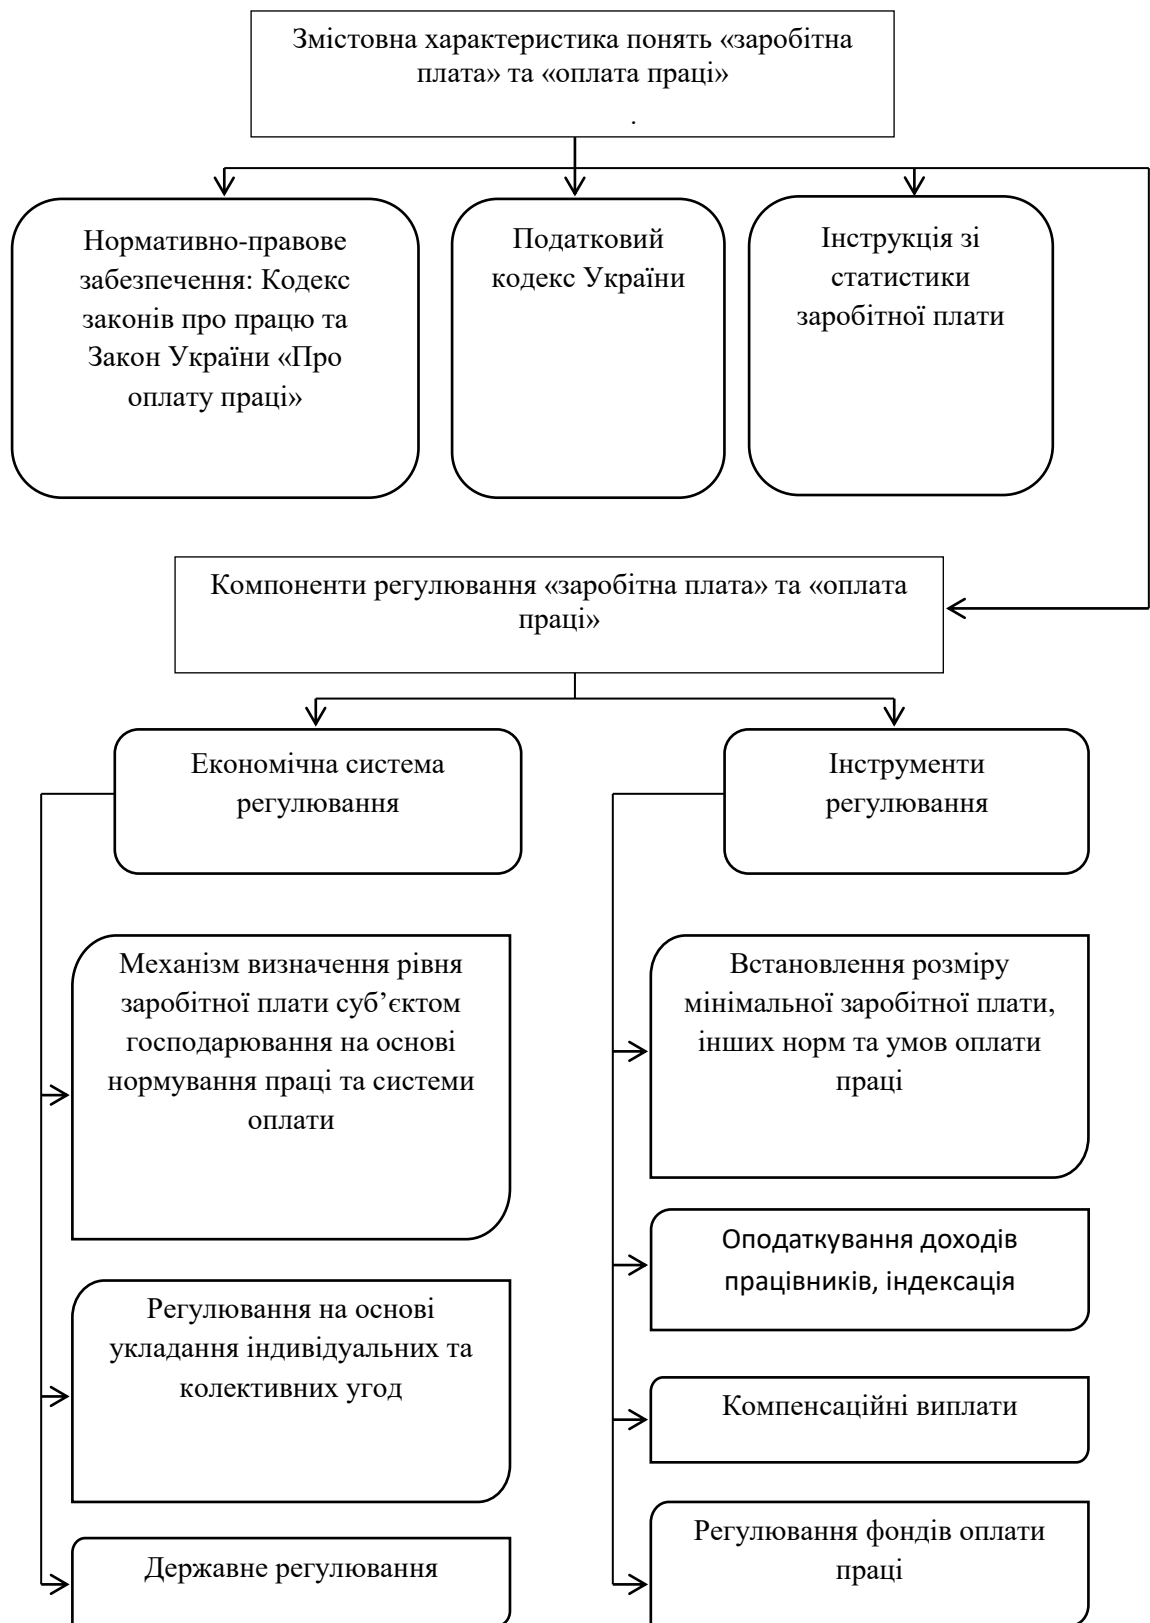 Змістовна характеристика понять «заробітна
плата» та «оплата праці»
.
Нормативно-правове
забезпечення: Кодекс
законів про працю та
Закон України «Про
оплату праці»
Податковий
кодекс України
Інструкція зі
статистики
заробітної плати
Компоненти регулювання «заробітна плата» та «оплата
праці»
Економічна система
регулювання
Інструменти
регулювання
Механізм визначення рівня
заробітної плати суб’єктом
господарювання на основі
нормування праці та системи
оплати
Регулювання на основі
укладання індивідуальних та
колективних угод
Державне регулювання
Встановлення розміру
мінімальної заробітної плати,
інших норм та умов оплати
праці
Оподаткування доходів
працівників, індексація
Компенсаційні виплати
Регулювання фондів оплати
праці